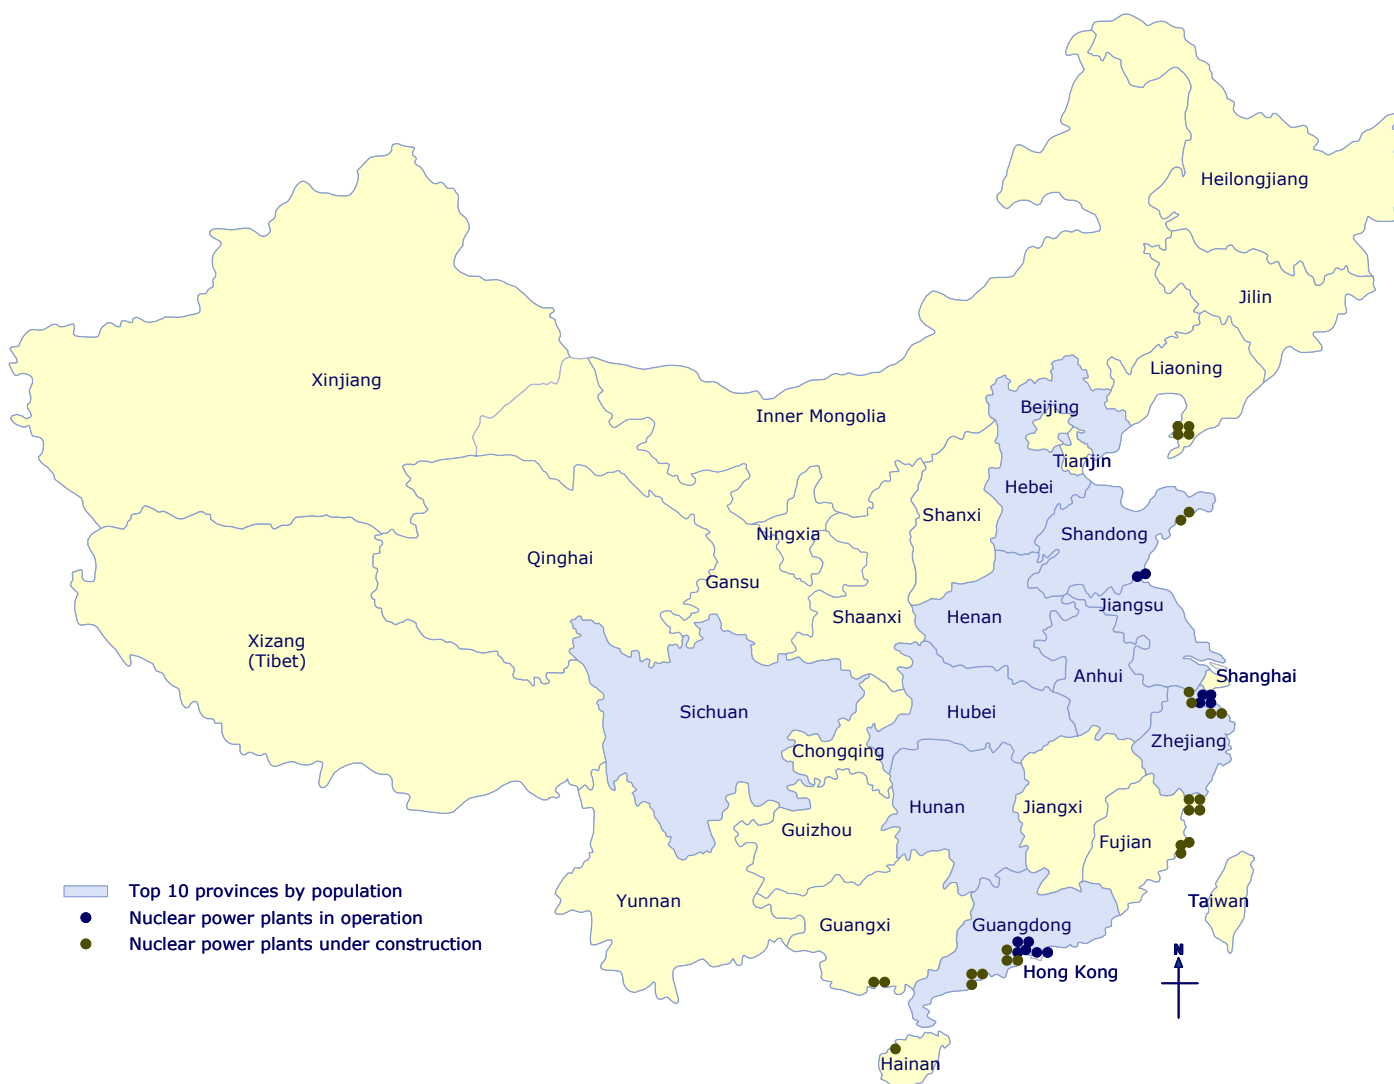 Heilongjiang
Jilin
Liaoning
Xinjiang
Beijing
Inner Mongolia
Tianjin
Hebei
Shanxi
Ningxia
Shandong
Qinghai
Gansu
Jiangsu
Shaanxi
Henan
Xizang
(Tibet)
Anhui
Shanghai
Sichuan
Hubei
Zhejiang
Chongqing
Hunan
Jiangxi
Guizhou
Fujian
Yunnan
Taiwan
Guangxi
Guangdong
Hong Kong
Hainan
Top 10 provinces by population
Nuclear power plants in operation
Nuclear power plants under construction
N